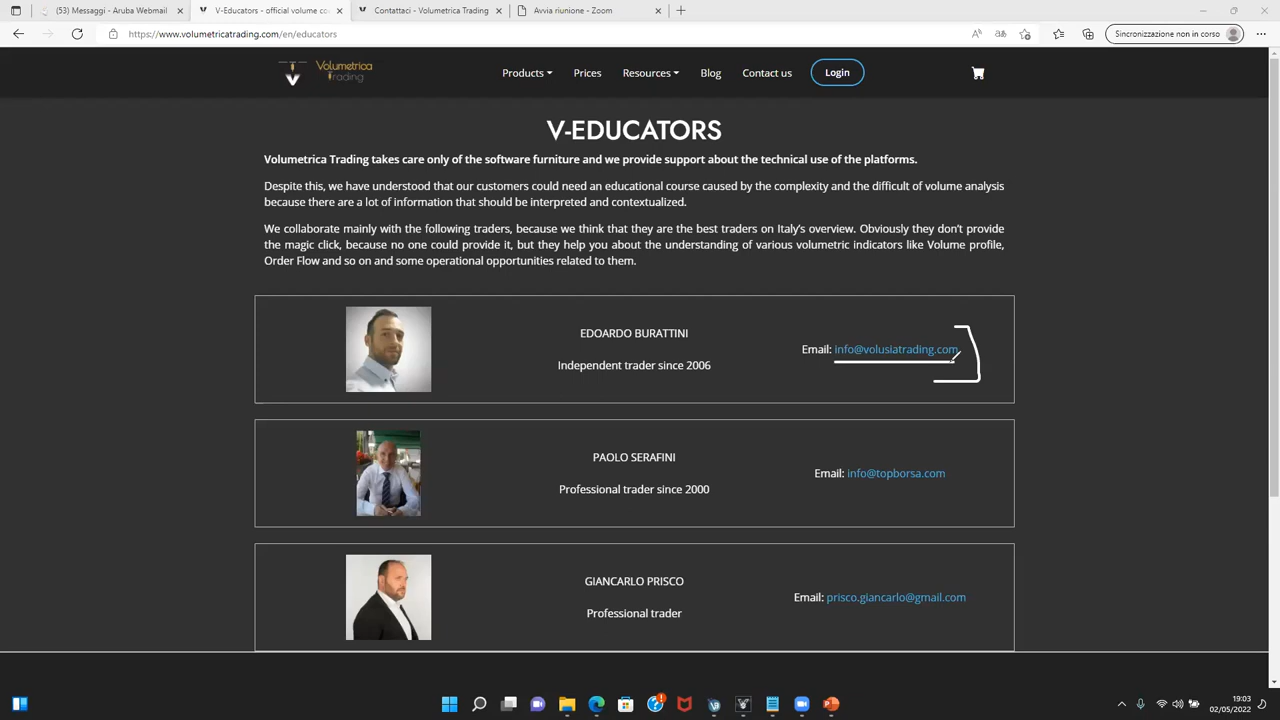 (53) Messaggi - Aruba Webmail
V-Educators - official volume co
Contattaci - Volumetrica Trading
Avvia riunione - Zoom
https://www.volumetricatrading.com/en/educators
Sincronizzazione non in corso
Volumetrica
Trading
Products
Prices
Resources
Blog
Contact us
Login
V-EDUCATORS
Volumetrica Trading takes care only of the software furniture and we provide support about the technical use of the platforms.
Despite this, we have understood that our customers could need an educational course caused by the complexity and the difficult of volume analysis
because there are a lot of information that should be interpreted and contextualized.
We collaborate mainly with the following traders, because we think that they are the best traders on Italy's overview. Obviously they don't provide
the magic click, because no one could provide it, but they help you about the understanding of various volumetric indicators like Volume profile,
Order Flow and so on and some operational opportunities related to them.
EDOARDO BURATTINI
Independent trader since 2006
Email: info@volusiatrading.com
PAOLO SERAFINI
Professional trader since 2000
Email: info@topborsa.com
GIANCARLO PRISCO
Professional trader
Email: prisco.giancarlo@gmail.com
19:03
02/05/2022